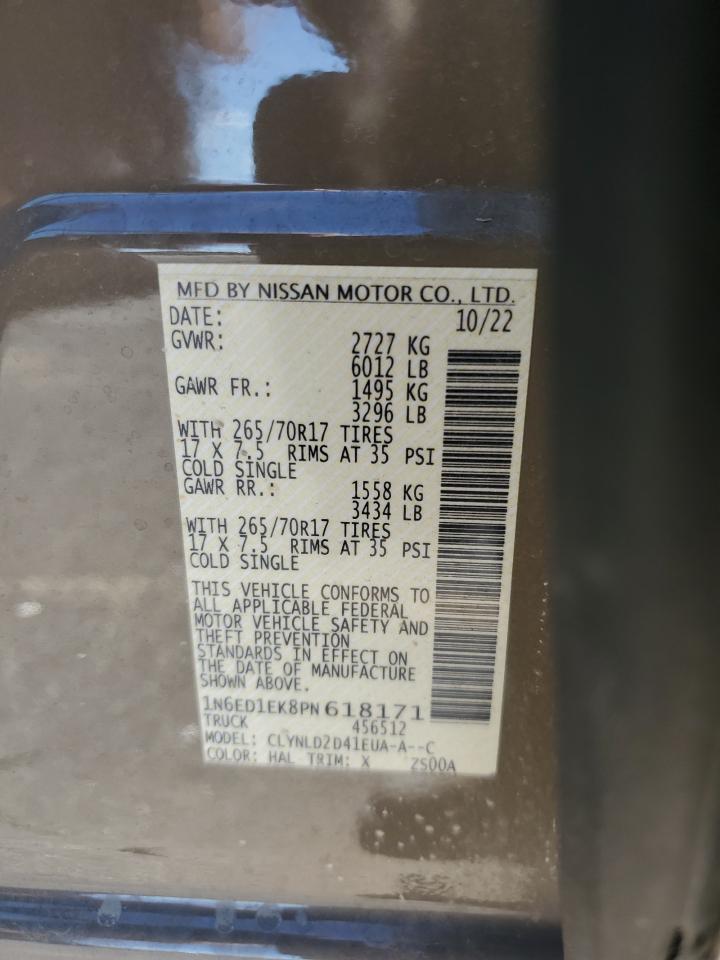 MFD BY NISSAN MOTOR CO., LTD.
DATE: 10/22
GVWR: 2727 KG
6012 LB
GAWR FR.: 1495 KG
3296 LB
WITH 265/70R17 TIRES
17 X 7.5 RIMS AT 35 PSI
COLD SINGLE
GAWR RR.: 1558 KG
3434 LB
WITH 265/70R17 TIRES
17 X 7.5 RIMS AT 35 PSI
COLD SINGLE
THIS VEHICLE CONFORMS TO
ALL APPLICABLE FEDERAL
MOTOR VEHICLE SAFETY AND
THEFT PREVENTION
STANDARDS IN EFFECT ON
THE DATE OF MANUFACTURE
SHOWN ABOVE.
1N6ED1EK8PN618171
TRUCK 456512
MODEL: CLYNLD2D41EUA-A--C
COLOR: HAL TRIM: X ZS00A